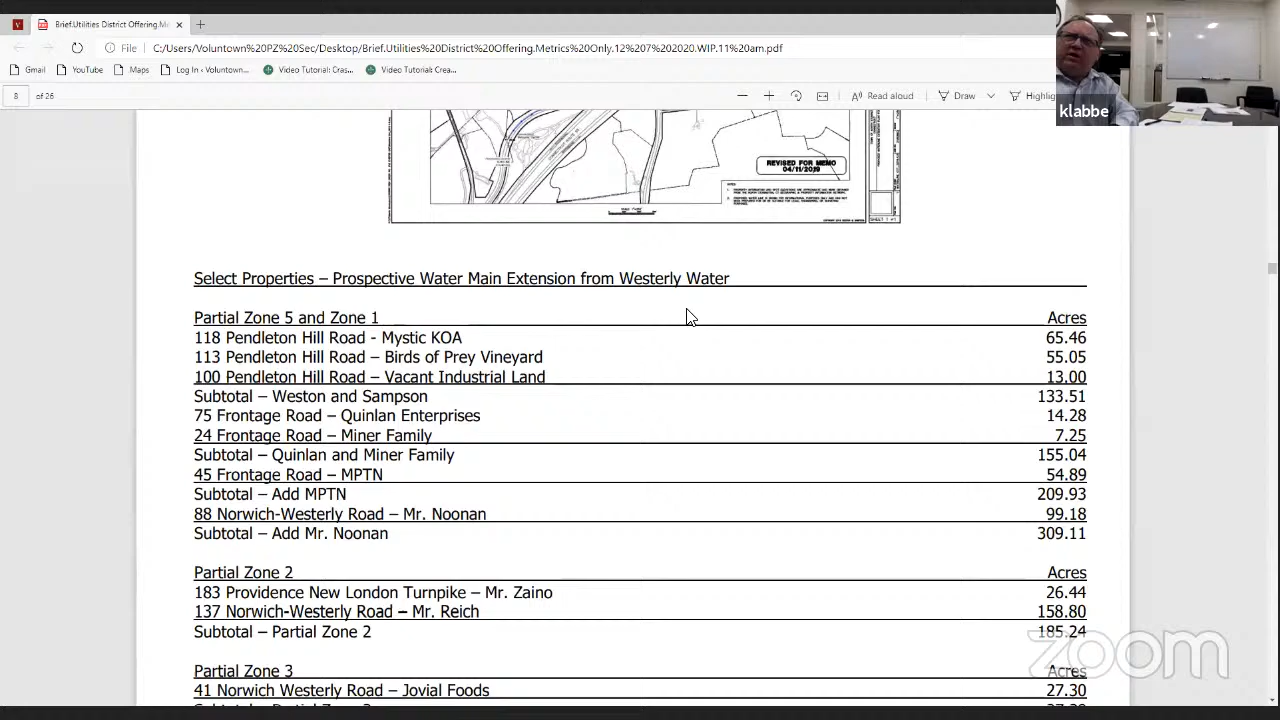 Brief.Utilities District Offering.Me
File
C:/Users/Voluntown%20PZ%20Sec/Desktop/Brief.Utilities%20District%20Offering.Metrics%20Only.12%207%202020.WIP.11%20am.pdf
Gmail YouTube Maps Log In - Voluntown... Video Tutorial: Cras... Video Tutorial: Crea...
8 of 26 Read aloud Draw Highlig
klabbe
REVISED FOR MEMO
04/11/2019
SHEET 1 of 1
Select Properties – Prospective Water Main Extension from Westerly Water
Partial Zone 5 and Zone 1 Acres
118 Pendleton Hill Road - Mystic KOA 65.46
113 Pendleton Hill Road – Birds of Prey Vineyard 55.05
100 Pendleton Hill Road – Vacant Industrial Land 13.00
Subtotal – Weston and Sampson 133.51
75 Frontage Road – Quinlan Enterprises 14.28
24 Frontage Road – Miner Family 7.25
Subtotal – Quinlan and Miner Family 155.04
45 Frontage Road – MPTN 54.89
Subtotal – Add MPTN 209.93
88 Norwich-Westerly Road – Mr. Noonan 99.18
Subtotal – Add Mr. Noonan 309.11
Partial Zone 2 Acres
183 Providence New London Turnpike – Mr. Zaino 26.44
137 Norwich-Westerly Road – Mr. Reich 158.80
Subtotal – Partial Zone 2 185.24
zoom
Partial Zone 3 Acres
41 Norwich Westerly Road – Jovial Foods 27.30